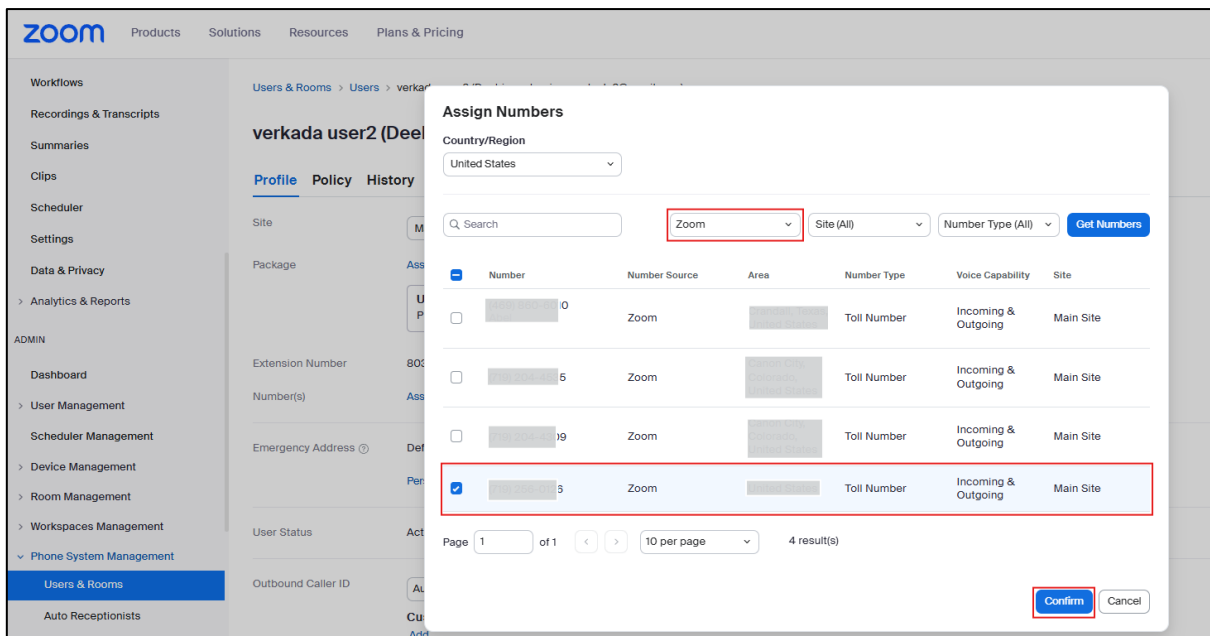 zoom Products Solutions Resources Plans & Pricing
Workflows
Recordings & Transcripts
Summaries
Clips
Scheduler
Settings
Data & Privacy
Analytics & Reports
ADMIN
Dashboard
User Management
Scheduler Management
Device Management
Room Management
Workspaces Management
Phone System Management
Users & Rooms
Auto Receptionists
Users & Rooms > Users >
verkada user2
Profile Policy History
Site
Package
Extension Number
Number(s)
Emergency Address
User Status
Outbound Caller ID
Add
Assign Numbers
Country/Region
United States
Search Zoom Site (All) Number Type (All) Get Numbers
Number Number Source Area Number Type Voice Capability Site
Zoom Toll Number Incoming & Outgoing Main Site
Zoom Toll Number Incoming & Outgoing Main Site
Zoom Toll Number Incoming & Outgoing Main Site
Zoom United States Toll Number Incoming & Outgoing Main Site
Page 1 of 1 10 per page 4 result(s)
Confirm Cancel